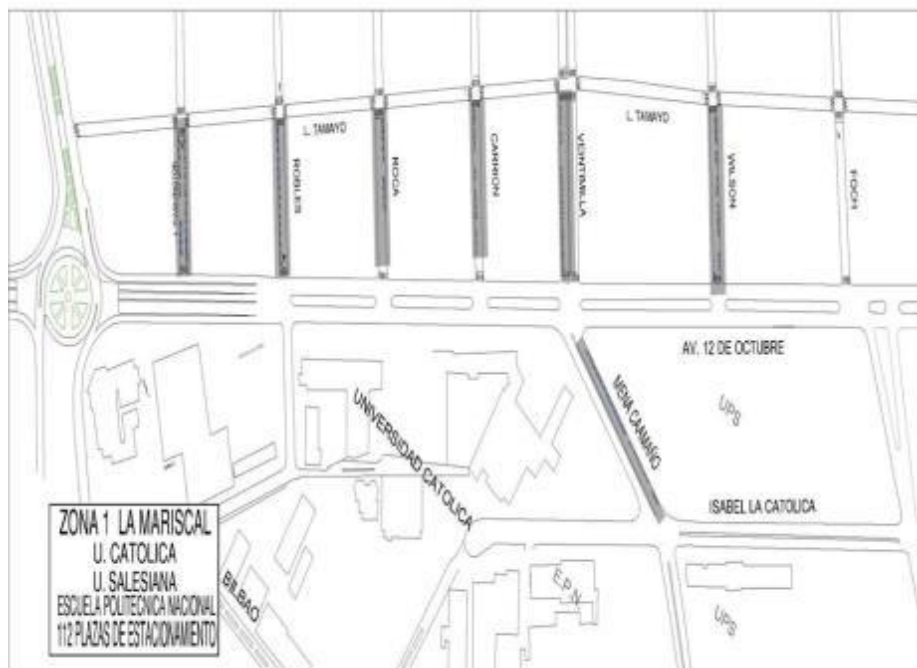 L. TAMAYO
L. TAMAYO
ROBLES
ROCA
CARRION
VEINTIMILLA
WILSON
FOCH
AV. 12 DE OCTUBRE
MENA CAAMAÑO
UPS
UNIVERSIDAD CATOLICA
ISABEL LA CATOLICA
ZONA 1 LA MARISCAL
U. CATOLICA
U. SALESIANA
ESCUELA POLITECNICA NACIONAL
112 PLAZAS DE ESTACIONAMIENTO
BILBAO
E.P.N.
UPS